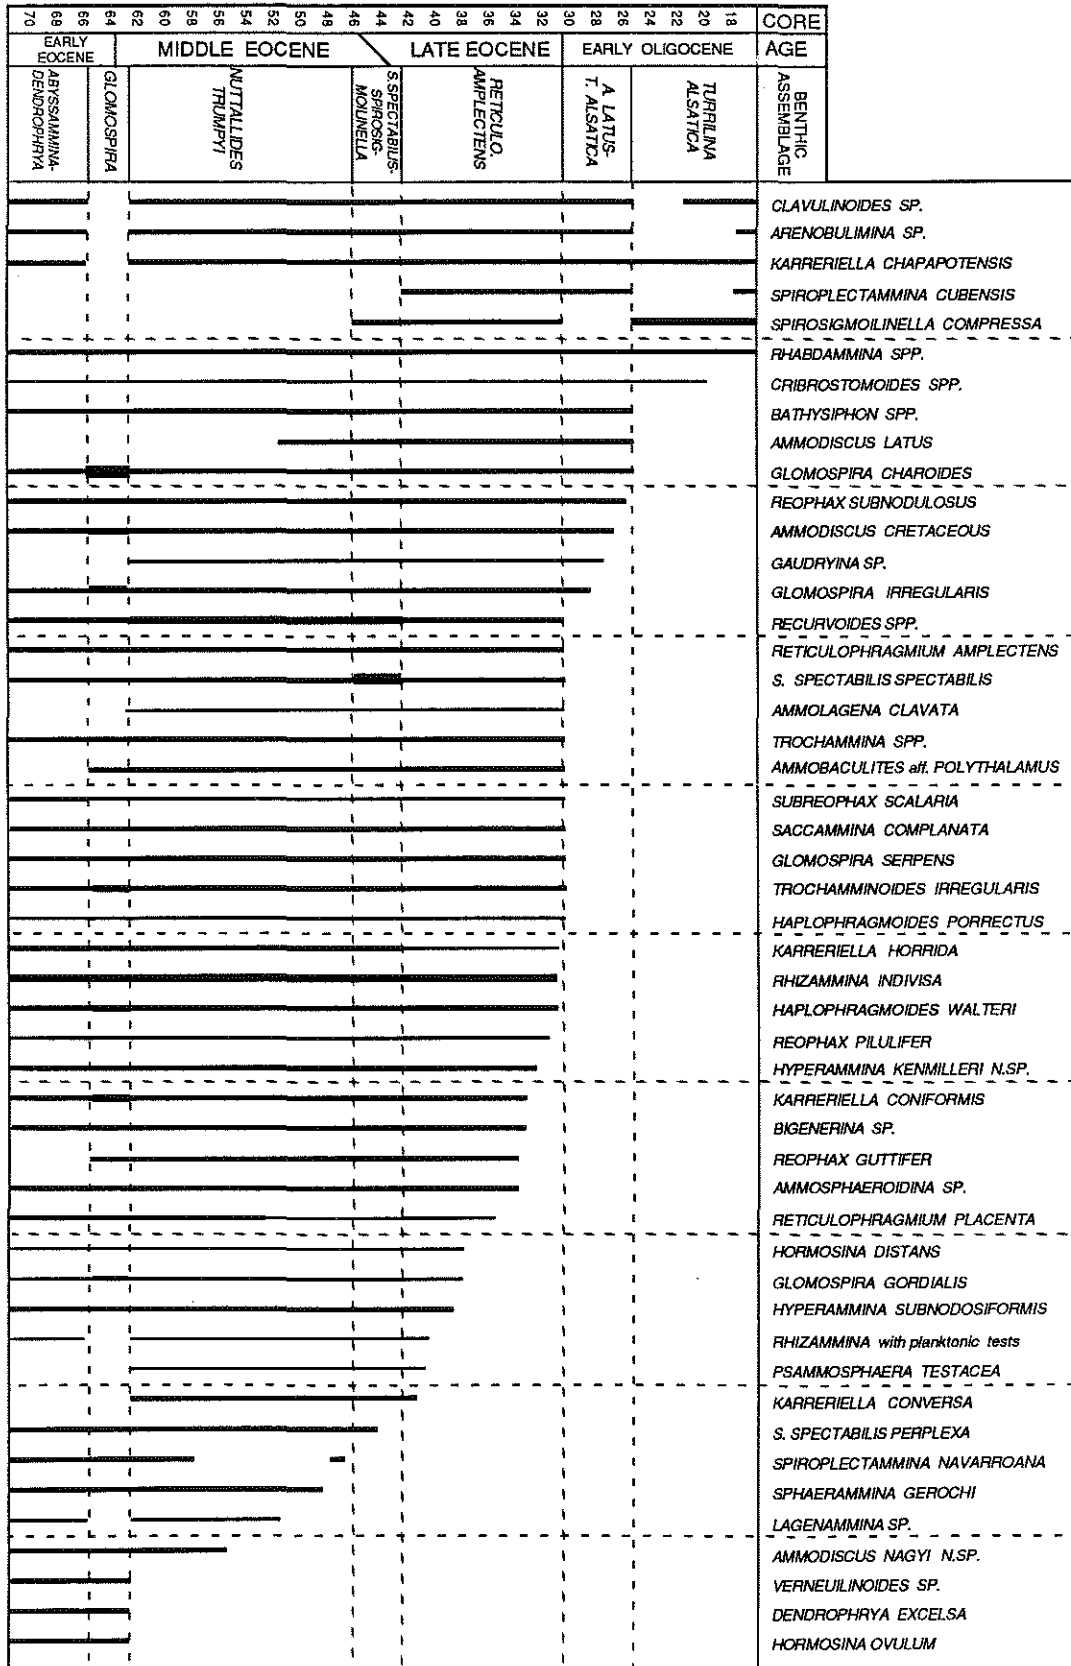 70 68 66 64 62 60 58 56 54 52 50 48 46 44 42 40 38 36 34 32 30 28 26 24 22 20 18 CORE
EARLY EOCENE MIDDLE EOCENE LATE EOCENE EARLY OLIGOCENE AGE
ABYSSAMMINA-
DENDROPHRYA
GLOMOSPIRA
NUTTALLIDES
TRUMPYI
S.SPECTABILIS-
SPIROSIG-
MOILINELLA
RETICULO.
AMPLECTENS
A. LATUS-
T. ALSATICA
TURRILINA
ALSATICA
BENTHIC
ASSEMBLAGE
CLAVULINOIDES SP.
ARENOBULIMINA SP.
KARRERIELLA CHAPAPOTENSIS
SPIROPLECTAMMINA CUBENSIS
SPIROSIGMOILINELLA COMPRESSA
RHABDAMMINA SPP.
CRIBROSTOMOIDES SPP.
BATHYSIPHON SPP.
AMMODISCUS LATUS
GLOMOSPIRA CHAROIDES
REOPHAX SUBNODULOSUS
AMMODISCUS CRETACEOUS
GAUDRYINA SP.
GLOMOSPIRA IRREGULARIS
RECURVOIDES SPP.
RETICULOPHRAGMIUM AMPLECTENS
S. SPECTABILIS SPECTABILIS
AMMOLAGENA CLAVATA
TROCHAMMINA SPP.
AMMOBACULITES aff. POLYTHALAMUS
SUBREOPHAX SCALARIA
SACCAMMINA COMPLANATA
GLOMOSPIRA SERPENS
TROCHAMMINOIDES IRREGULARIS
HAPLOPHRAGMOIDES PORRECTUS
KARRERIELLA HORRIDA
RHIZAMMINA INDIVISA
HAPLOPHRAGMOIDES WALTERI
REOPHAX PILULIFER
HYPERAMMINA KENMILLERI N.SP.
KARRERIELLA CONIFORMIS
BIGENERINA SP.
REOPHAX GUTTIFER
AMMOSPHAEROIDINA SP.
RETICULOPHRAGMIUM PLACENTA
HORMOSINA DISTANS
GLOMOSPIRA GORDIALIS
HYPERAMMINA SUBNODOSIFORMIS
RHIZAMMINA with planktonic tests
PSAMMOSPHAERA TESTACEA
KARRERIELLA CONVERSA
S. SPECTABILIS PERPLEXA
SPIROPLECTAMMINA NAVARROANA
SPHAERAMMINA GEROCHI
LAGENAMMINA SP.
AMMODISCUS NAGYI N.SP.
VERNEUILINOIDES SP.
DENDROPHRYA EXCELSA
HORMOSINA OVULUM